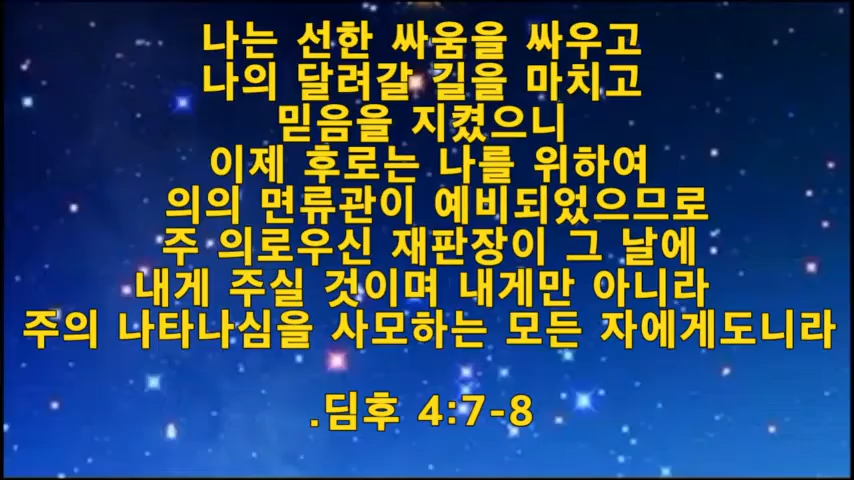 나는 선한 싸움을 싸우고
나의 달려갈 길을 마치고
믿음을 지켰으니
이제 후로는 나를 위하여
의의 면류관이 예비되었으므로
주 의로우신 재판장이 그 날에
내게 주실 것이며 내게만 아니라
주의 나타나심을 사모하는 모든 자에게도니라
.딤후 4:7-8